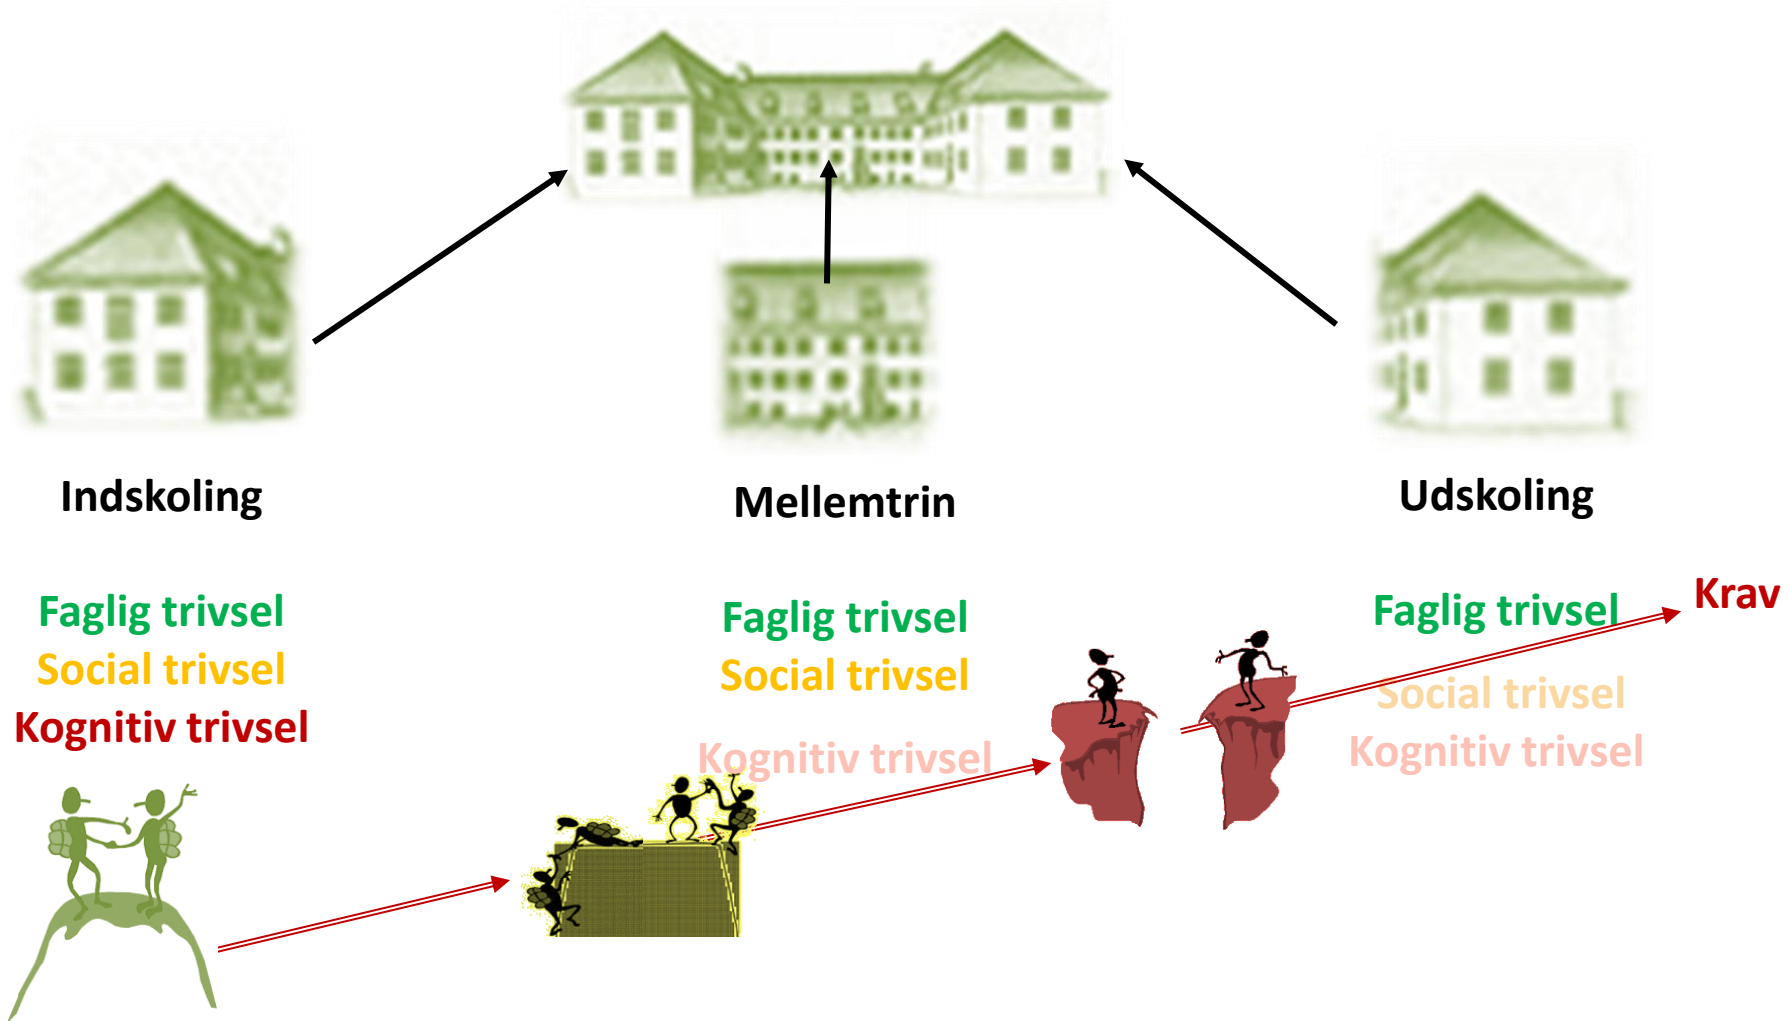 Indskoling
Mellemtrin
Udskoling
Faglig trivsel
Social trivsel
Kognitiv trivsel
Faglig trivsel
Social trivsel
Kognitiv trivsel
Faglig trivsel
Social trivsel
Kognitiv trivsel
Krav